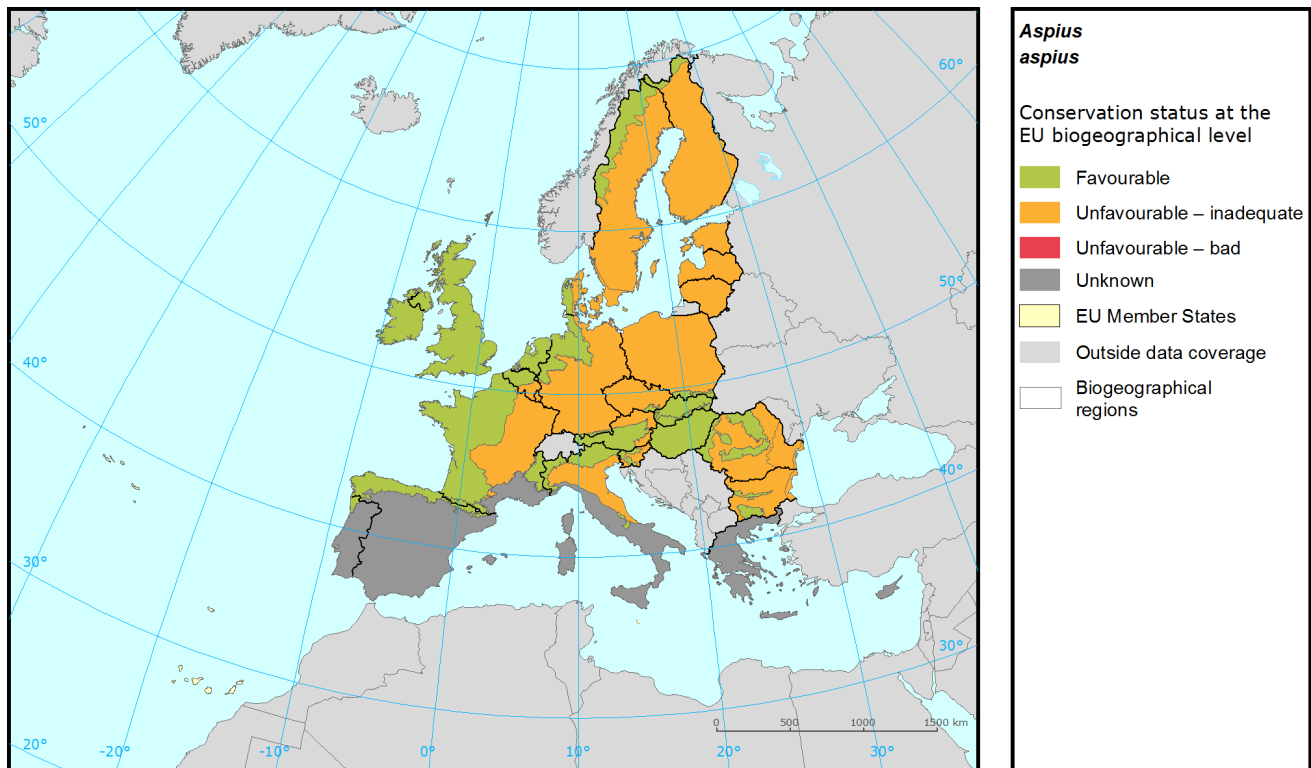 Aspius
aspius
Conservation status at the
EU biogeographical level
Favourable
Unfavourable – inadequate
Unfavourable – bad
Unknown
EU Member States
Outside data coverage
Biogeographical
regions
60°
50°
50°
40°
40°
30°
30°
20°
-20°
-10°
0°
10°
20°
30°
0
500
1000
1500 km